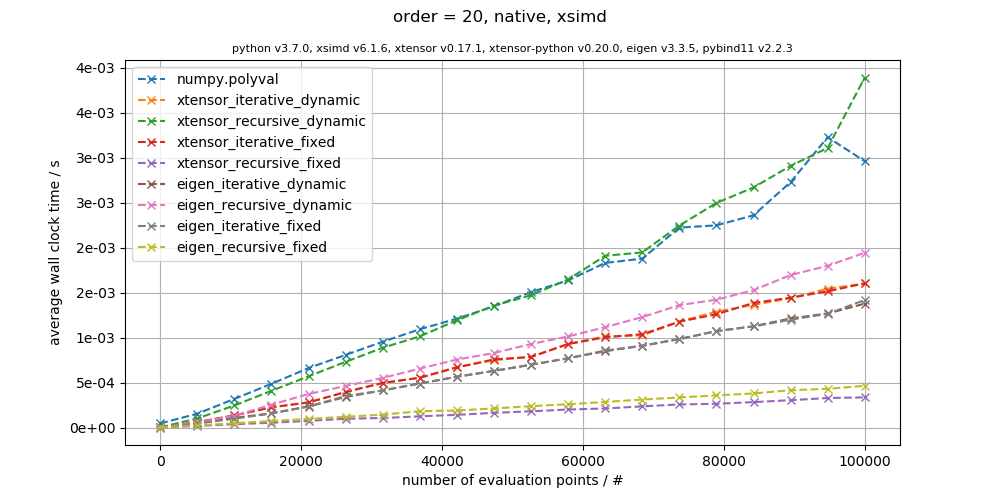 order = 20, native, xsimd
python v3.7.0, xsimd v6.1.6, xtensor v0.17.1, xtensor-python v0.20.0, eigen v3.3.5, pybind11 v2.2.3
4e-03
4e-03
3e-03
3e-03
2e-03
2e-03
1e-03
5e-04
0e+00
average wall clock time / s
numpy.polyval
xtensor_iterative_dynamic
xtensor_recursive_dynamic
xtensor_iterative_fixed
xtensor_recursive_fixed
eigen_iterative_dynamic
eigen_recursive_dynamic
eigen_iterative_fixed
eigen_recursive_fixed
0 20000 40000 60000 80000 100000
number of evaluation points / #